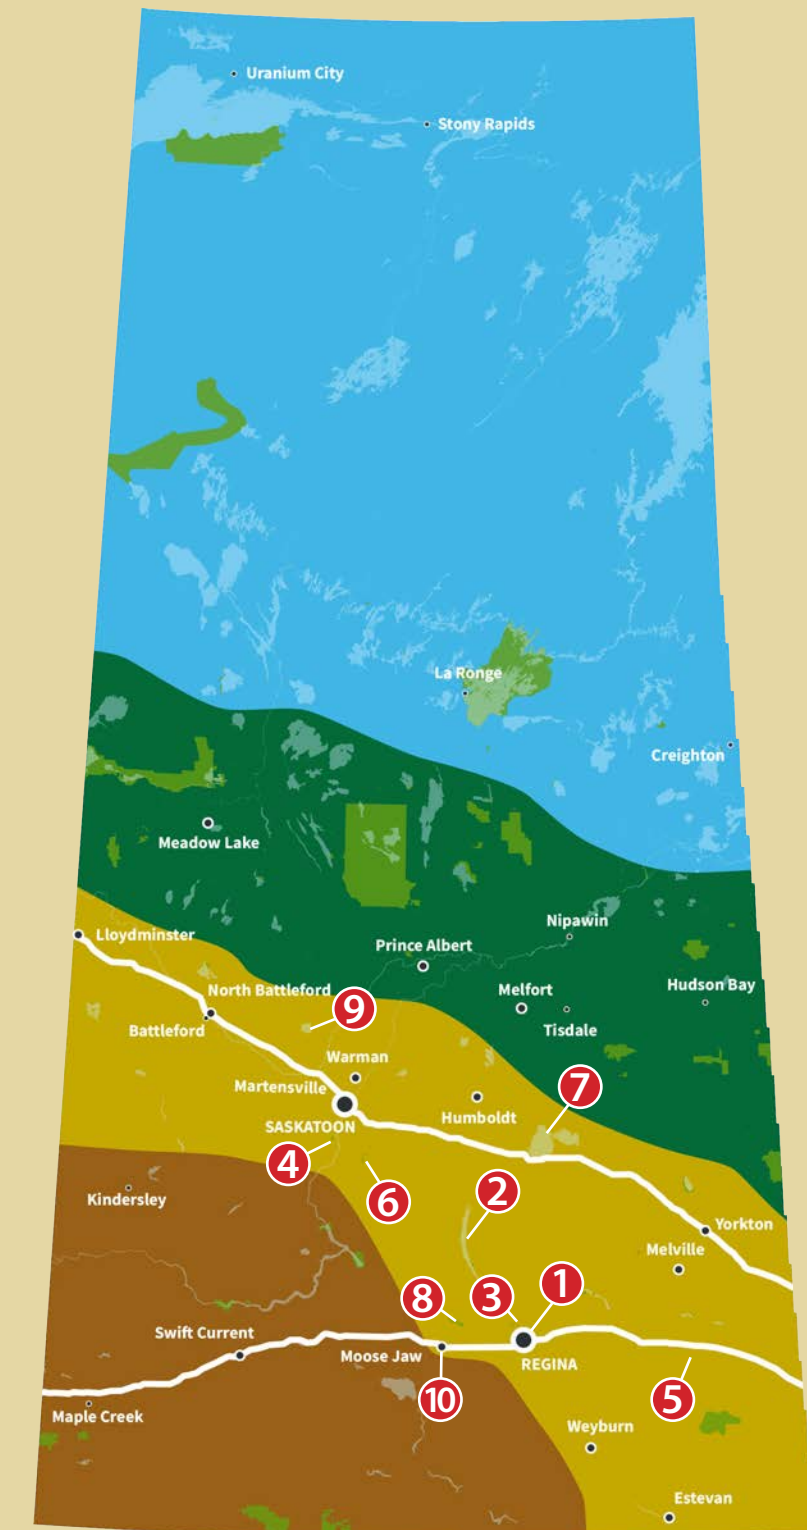 Uranium City
Stony Rapids
La Ronge
Creighton
Meadow Lake
Nipawin
Lloydminster
Prince Albert
Hudson Bay
North Battleford
Melfort
9
Battleford
Tisdale
Warman
Martensville
7
Humboldt
SASKATOON
4
6
2
Kindersley
Yorkton
Melville
1
8
3
Swift Current
Moose Jaw
REGINA
10
5
Maple Creek
Weyburn
Estevan